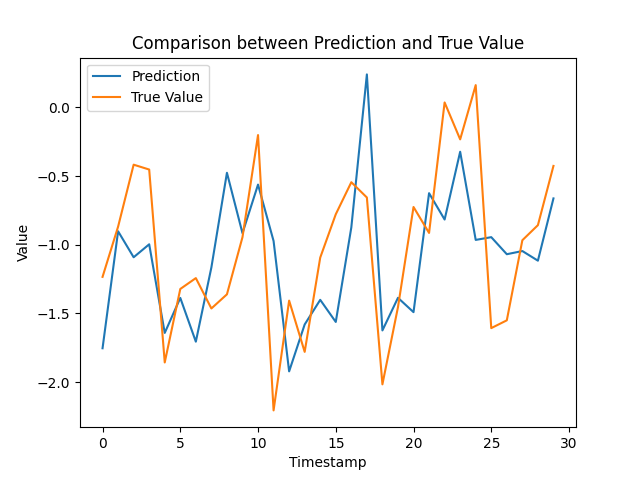 Comparison between Prediction and True Value
Prediction
True Value
0.0
−0.5
−1.0
−1.5
−2.0
Value
0 5 10 15 20 25 30
Timestamp